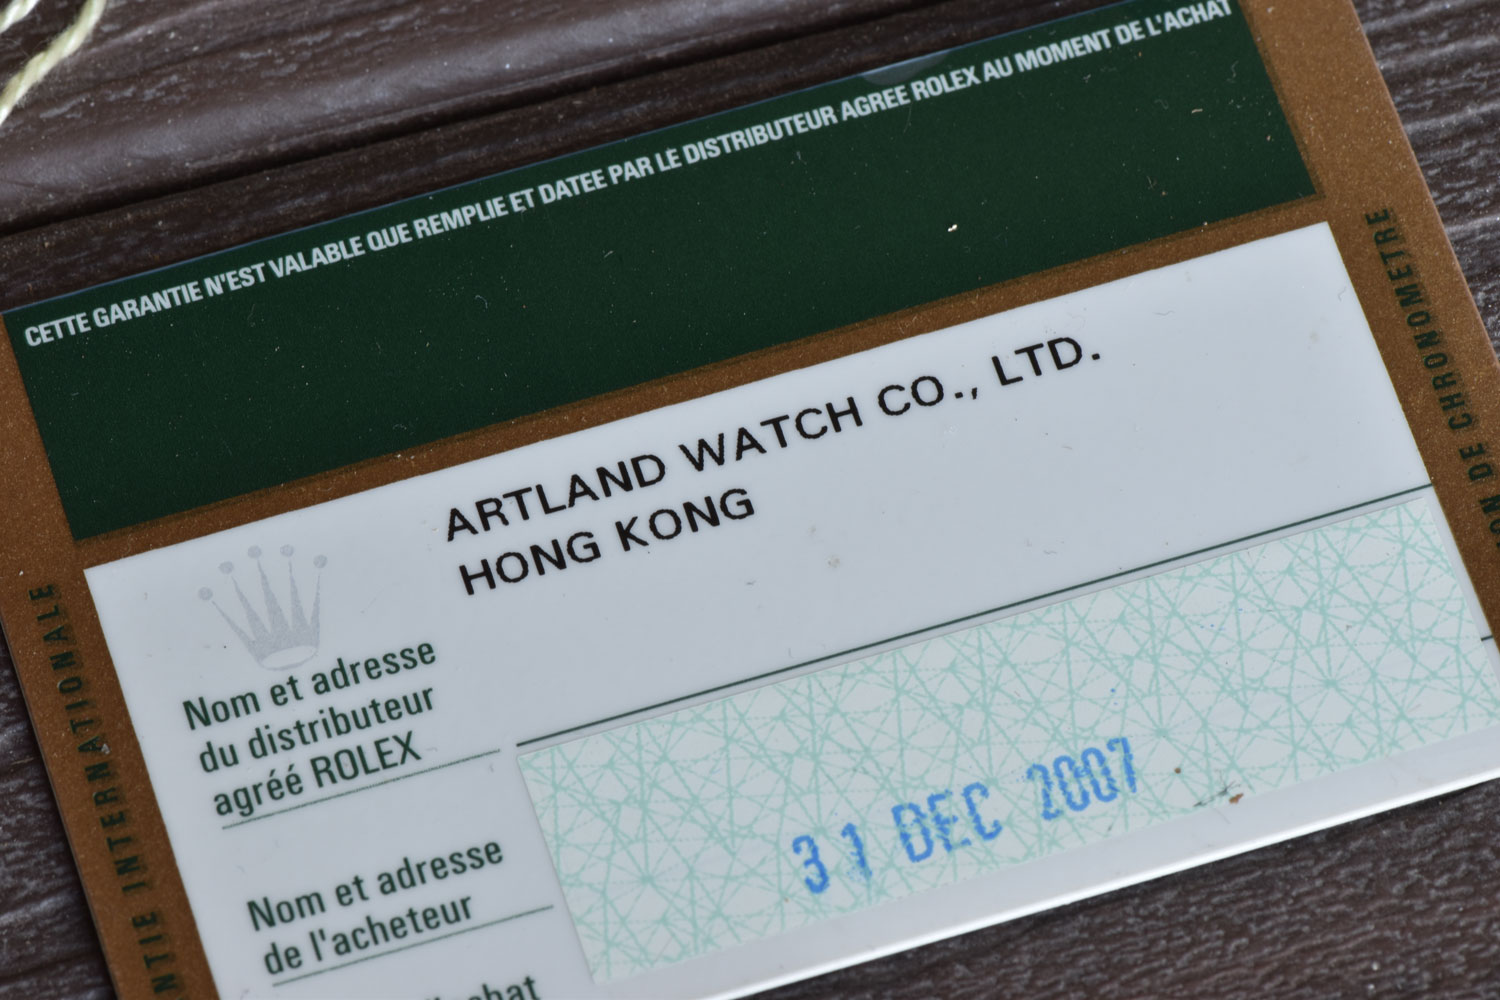 CETTE GARANTIE N'EST VALABLE QUE REMPLIE ET DATEE PAR LE DISTRIBUTEUR AGREE ROLEX AU MOMENT DE L'ACHAT
ARTLAND WATCH CO., LTD.
HONG KONG
Nom et adresse
du distributeur
agréé ROLEX
Nom et adresse
de l'acheteur
31 DEC 2007
INTERNATIONALE
DE CHRONOMETRE